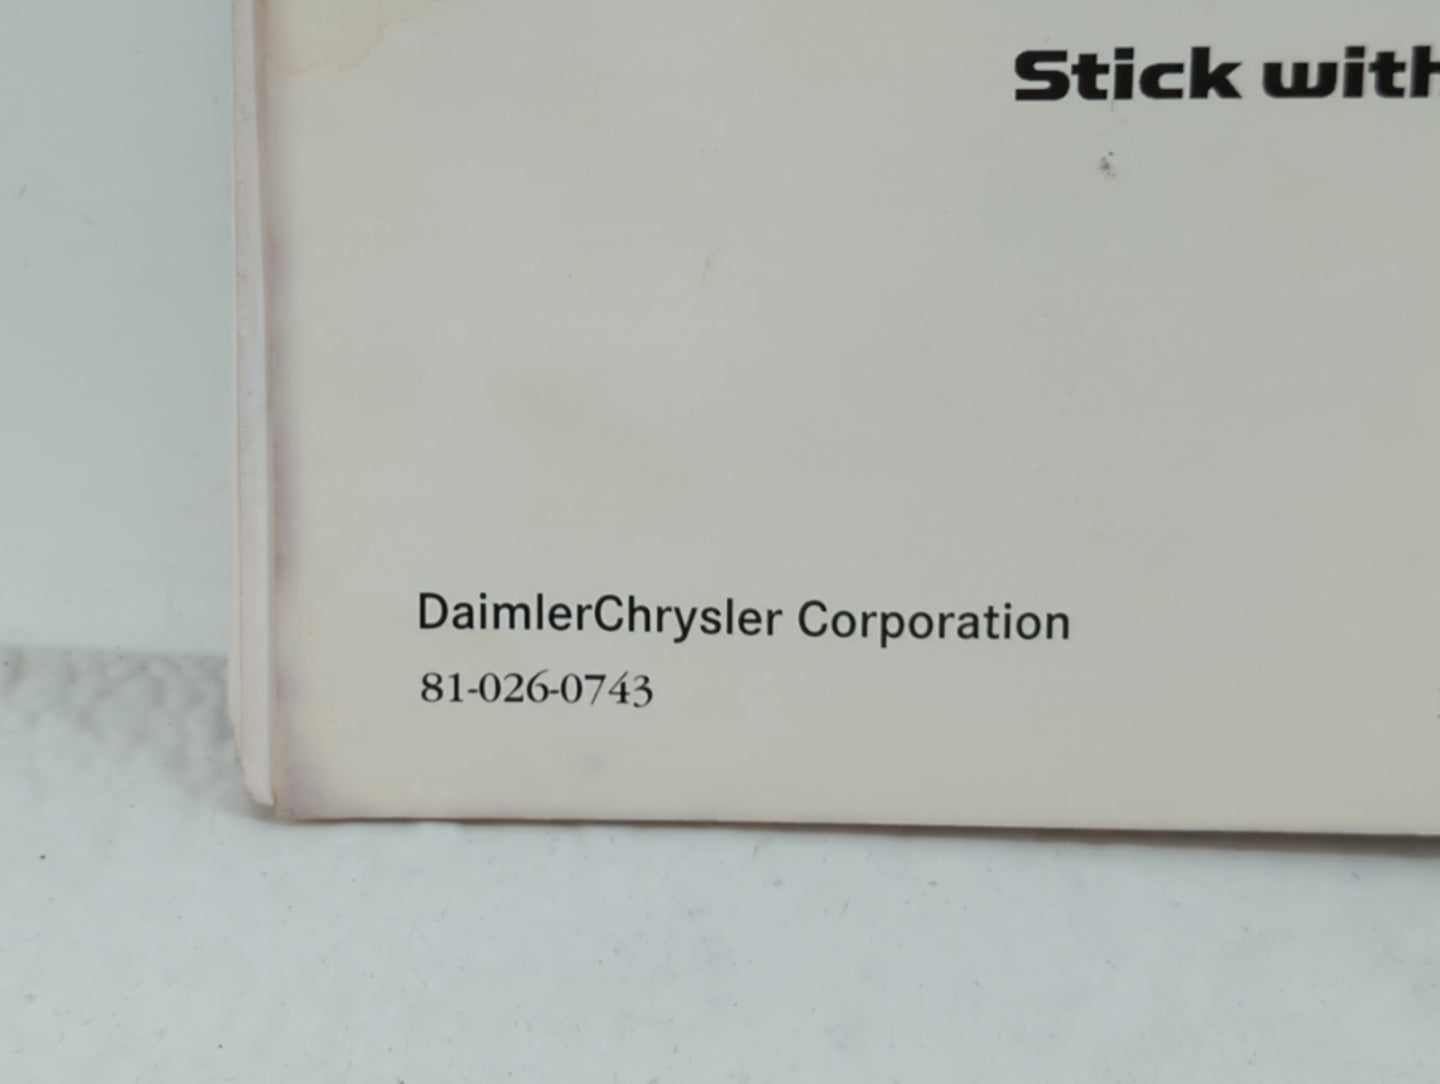 Stick with
DaimlerChrysler Corporation
81-026-0743